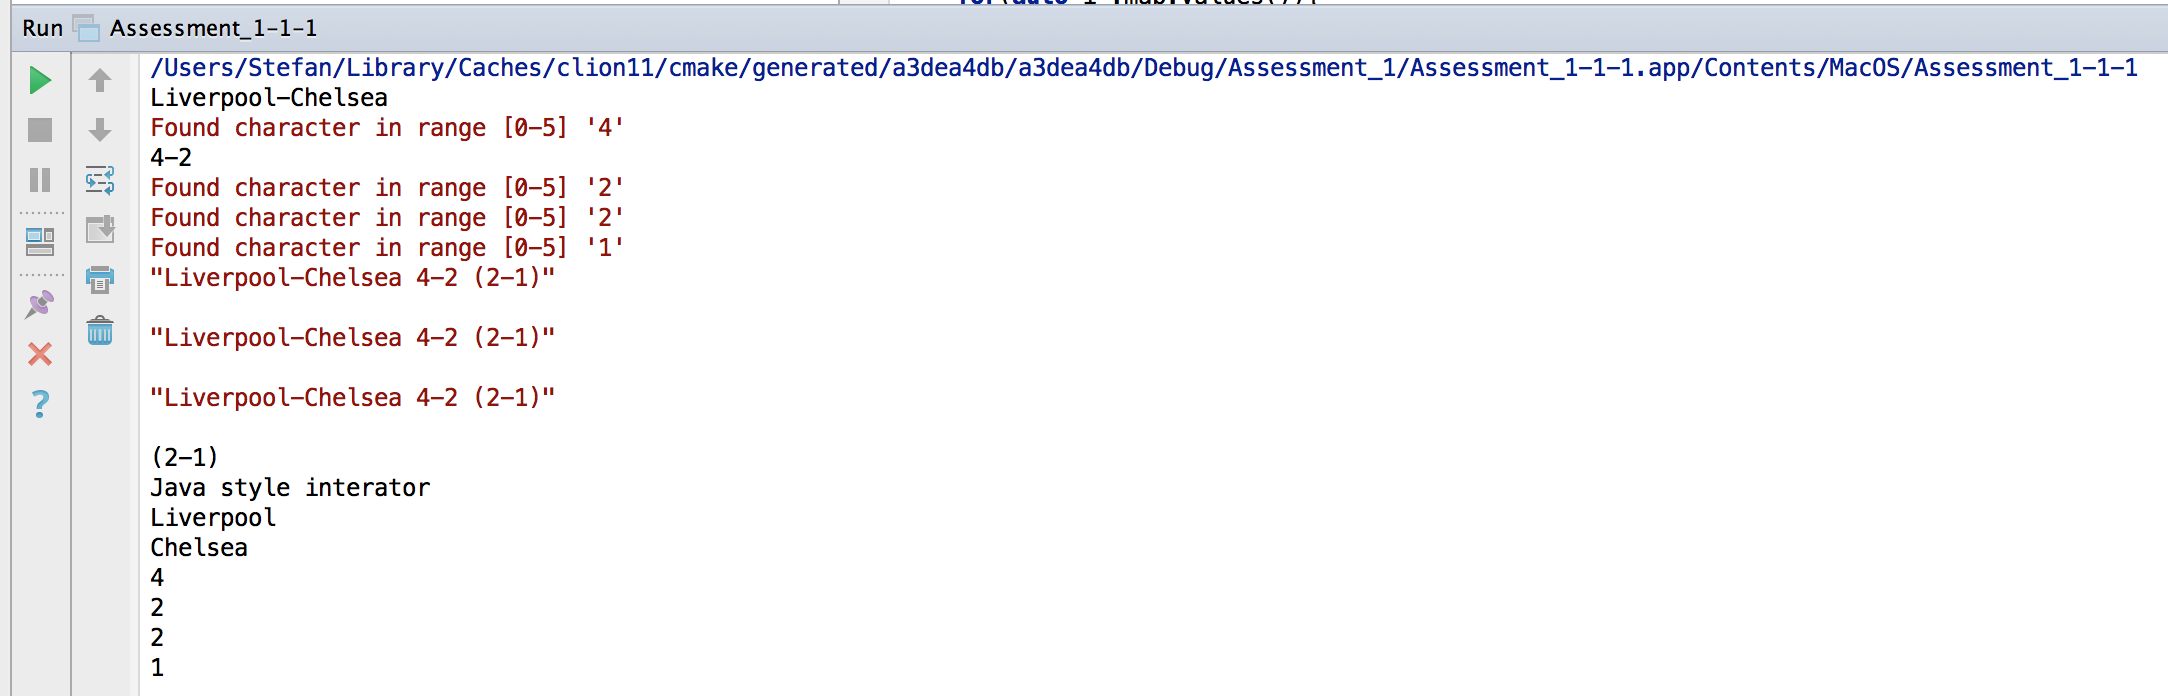 for(auto i :map.values()){
Run Assessment_1-1-1
/Users/Stefan/Library/Caches/clion11/cmake/generated/a3dea4db/a3dea4db/Debug/Assessment_1/Assessment_1-1-1.app/Contents/MacOS/Assessment_1-1-1
Liverpool-Chelsea
Found character in range [0-5] '4'
4-2
Found character in range [0-5] '2'
Found character in range [0-5] '2'
Found character in range [0-5] '1'
"Liverpool-Chelsea 4-2 (2-1)"
"Liverpool-Chelsea 4-2 (2-1)"
"Liverpool-Chelsea 4-2 (2-1)"
(2-1)
Java style interator
Liverpool
Chelsea
4
2
2
1